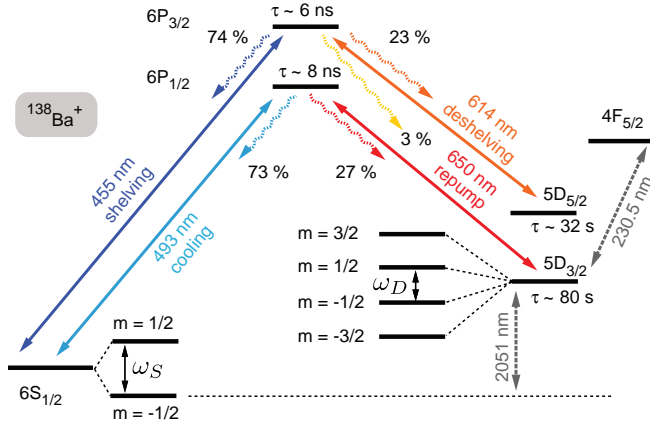 6P3/2
τ ~ 6 ns
74 %
23 %
6P1/2
τ ~ 8 ns
138Ba+
614 nm
deshelving
4F5/2
3 %
455 nm
shelving
73 %
27 %
650 nm
repump
493 nm
cooling
5D5/2
τ ~ 32 s
230.5 nm
m = 3/2
m = 1/2
ωD
m = -1/2
m = -3/2
5D3/2
τ ~ 80 s
2051 nm
m = 1/2
ωS
6S1/2
m = -1/2